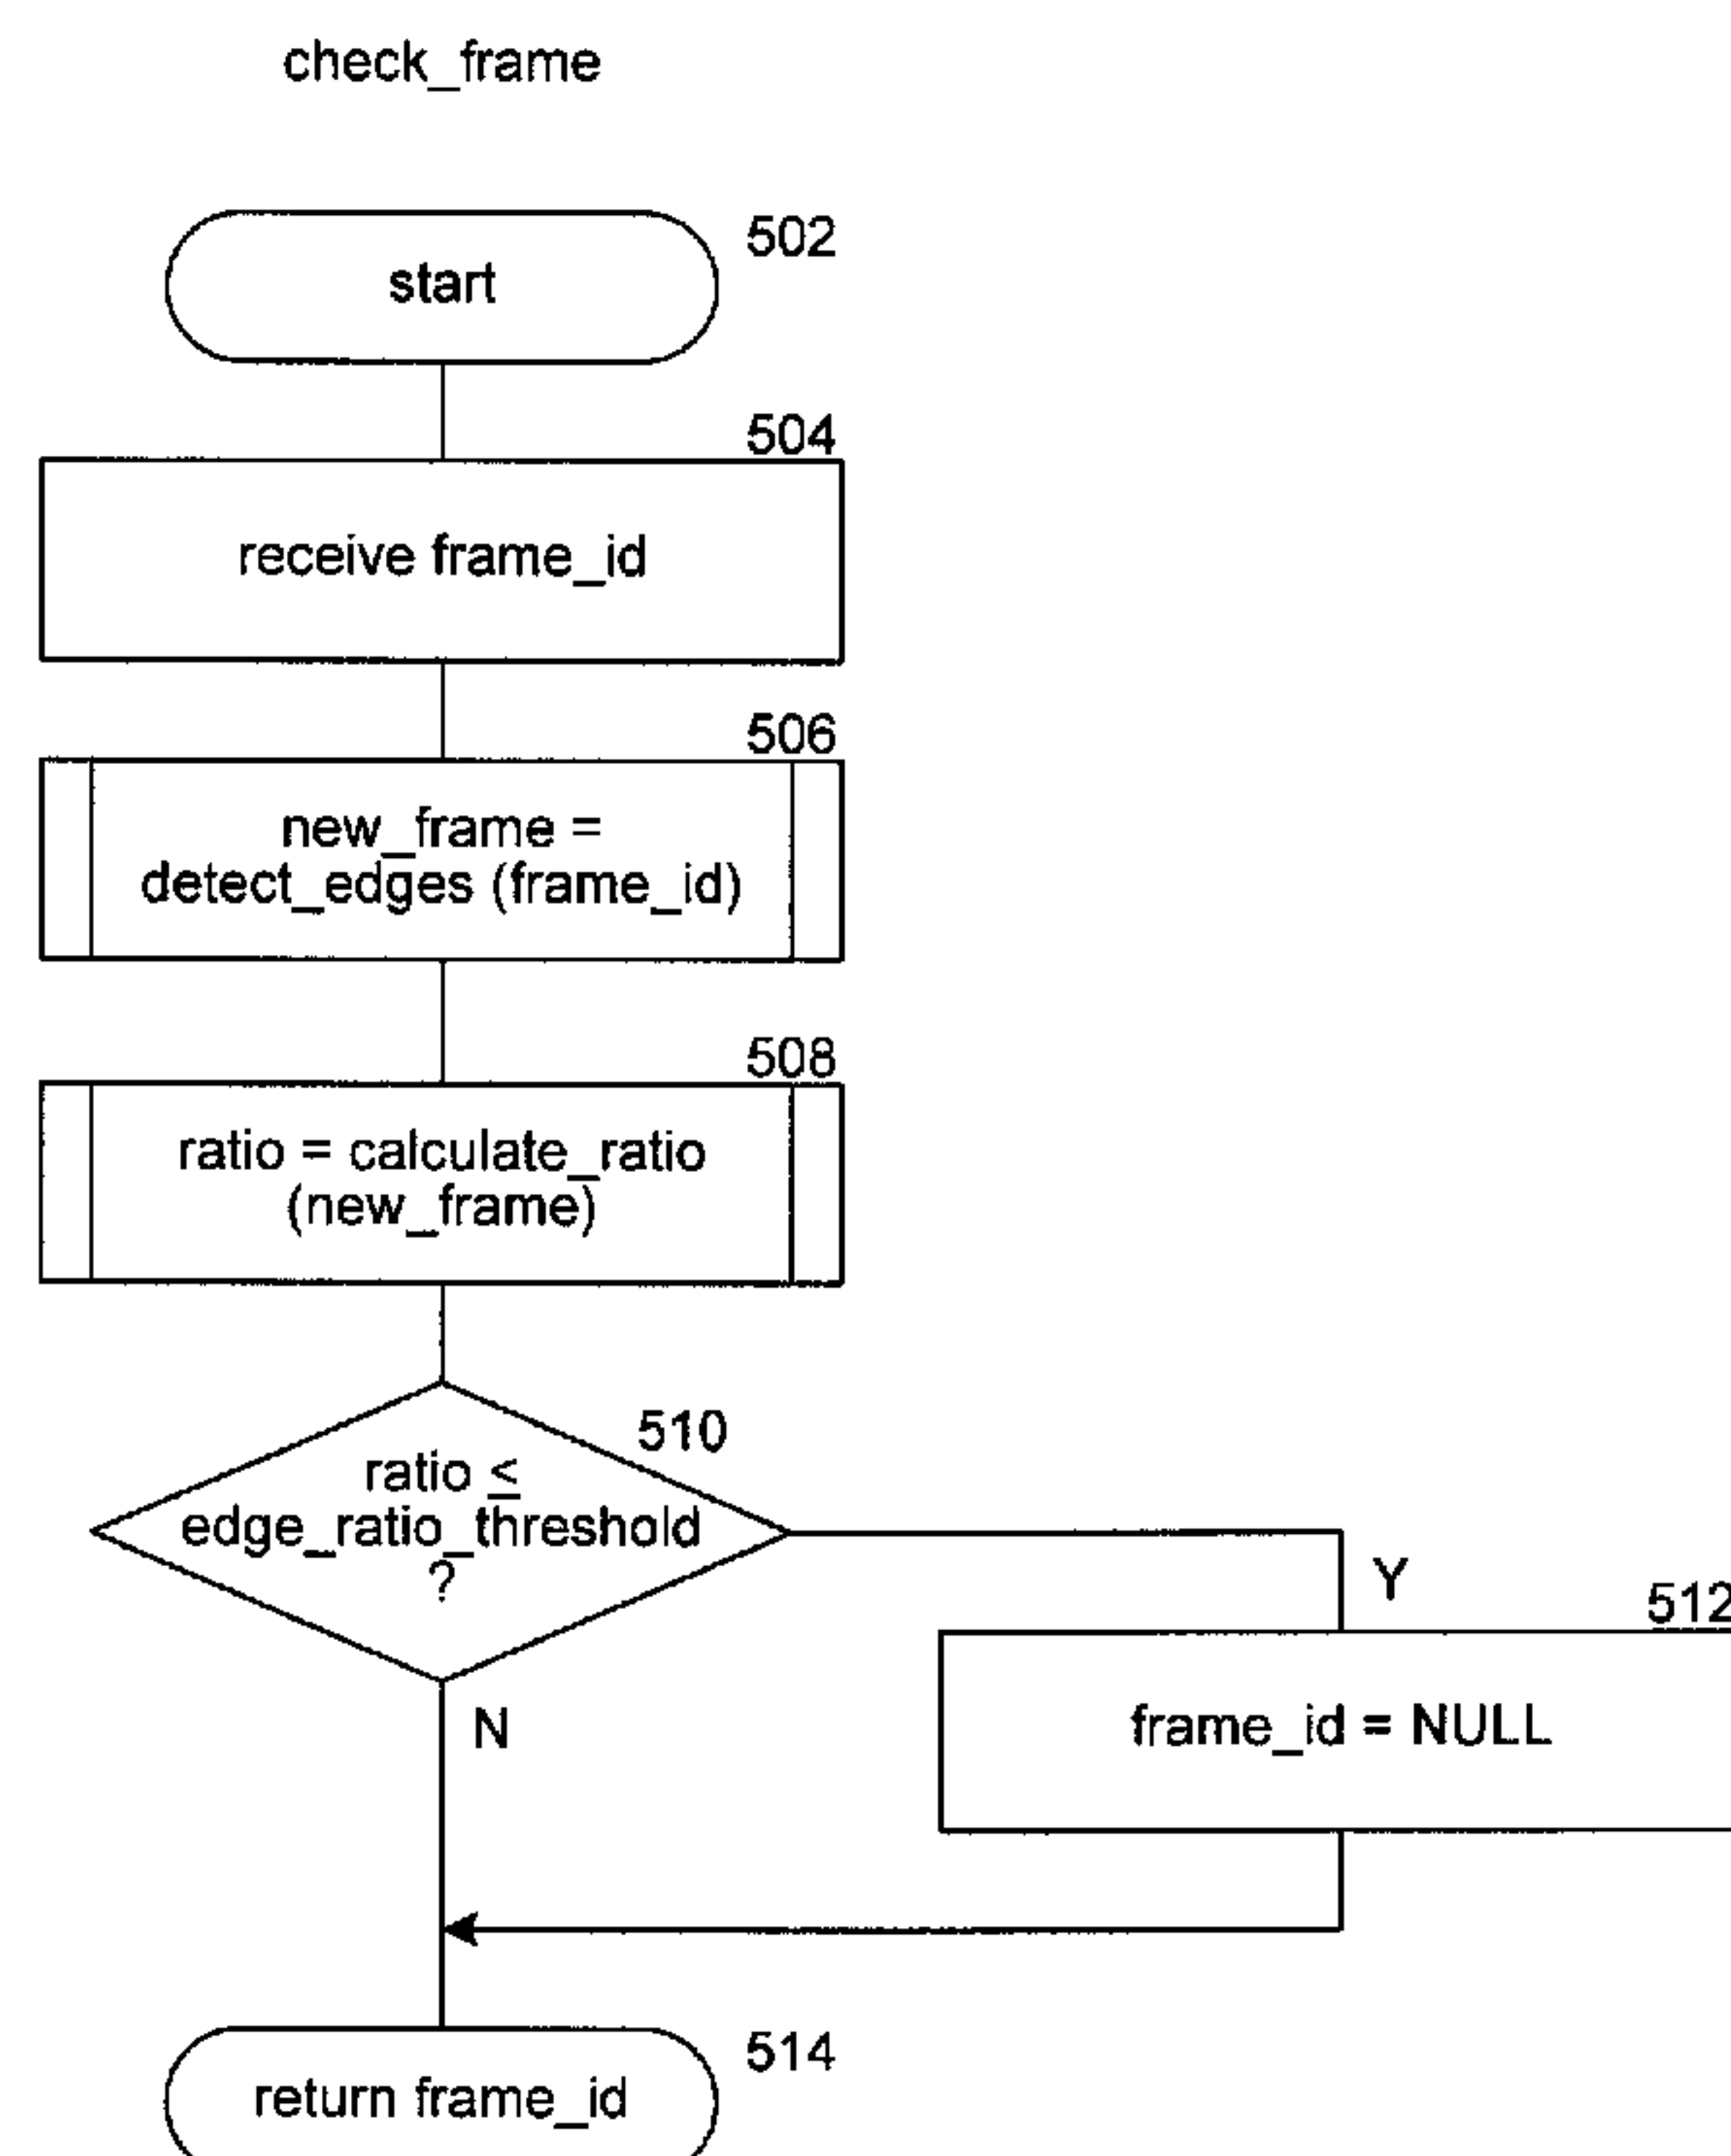 check_frame
502
start
504
receive frame_id
506
new_frame =
detect_edges (frame_id)
508
ratio = calculate_ratio
(new_frame)
510
ratio ≤
edge_ratio_threshold
?
Y
512
frame_id = NULL
N
514
return frame_id